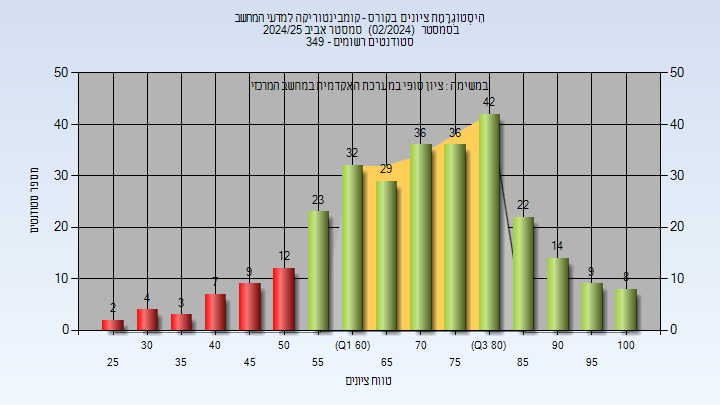 היסטוגרמת ציונים בקורס - קומבינטוריקה למדעי המחשב
בסמסטר (02/2024) סמסטר אביב 2024/25
סטודנטים רשומים - 349
במשימה : ציון סופי במערכת האקדמית במחשב המרכזי
50 50
40 40
30 30
20 20
10 10
0 0
מספר סטודנטים
2 4 3 7 9 12 23 32 29 36 36 42 22 14 9 8
30 40 50 (Q1 60) 70 (Q3 80) 90 100
25 35 45 55 65 75 85 95
טווח ציונים